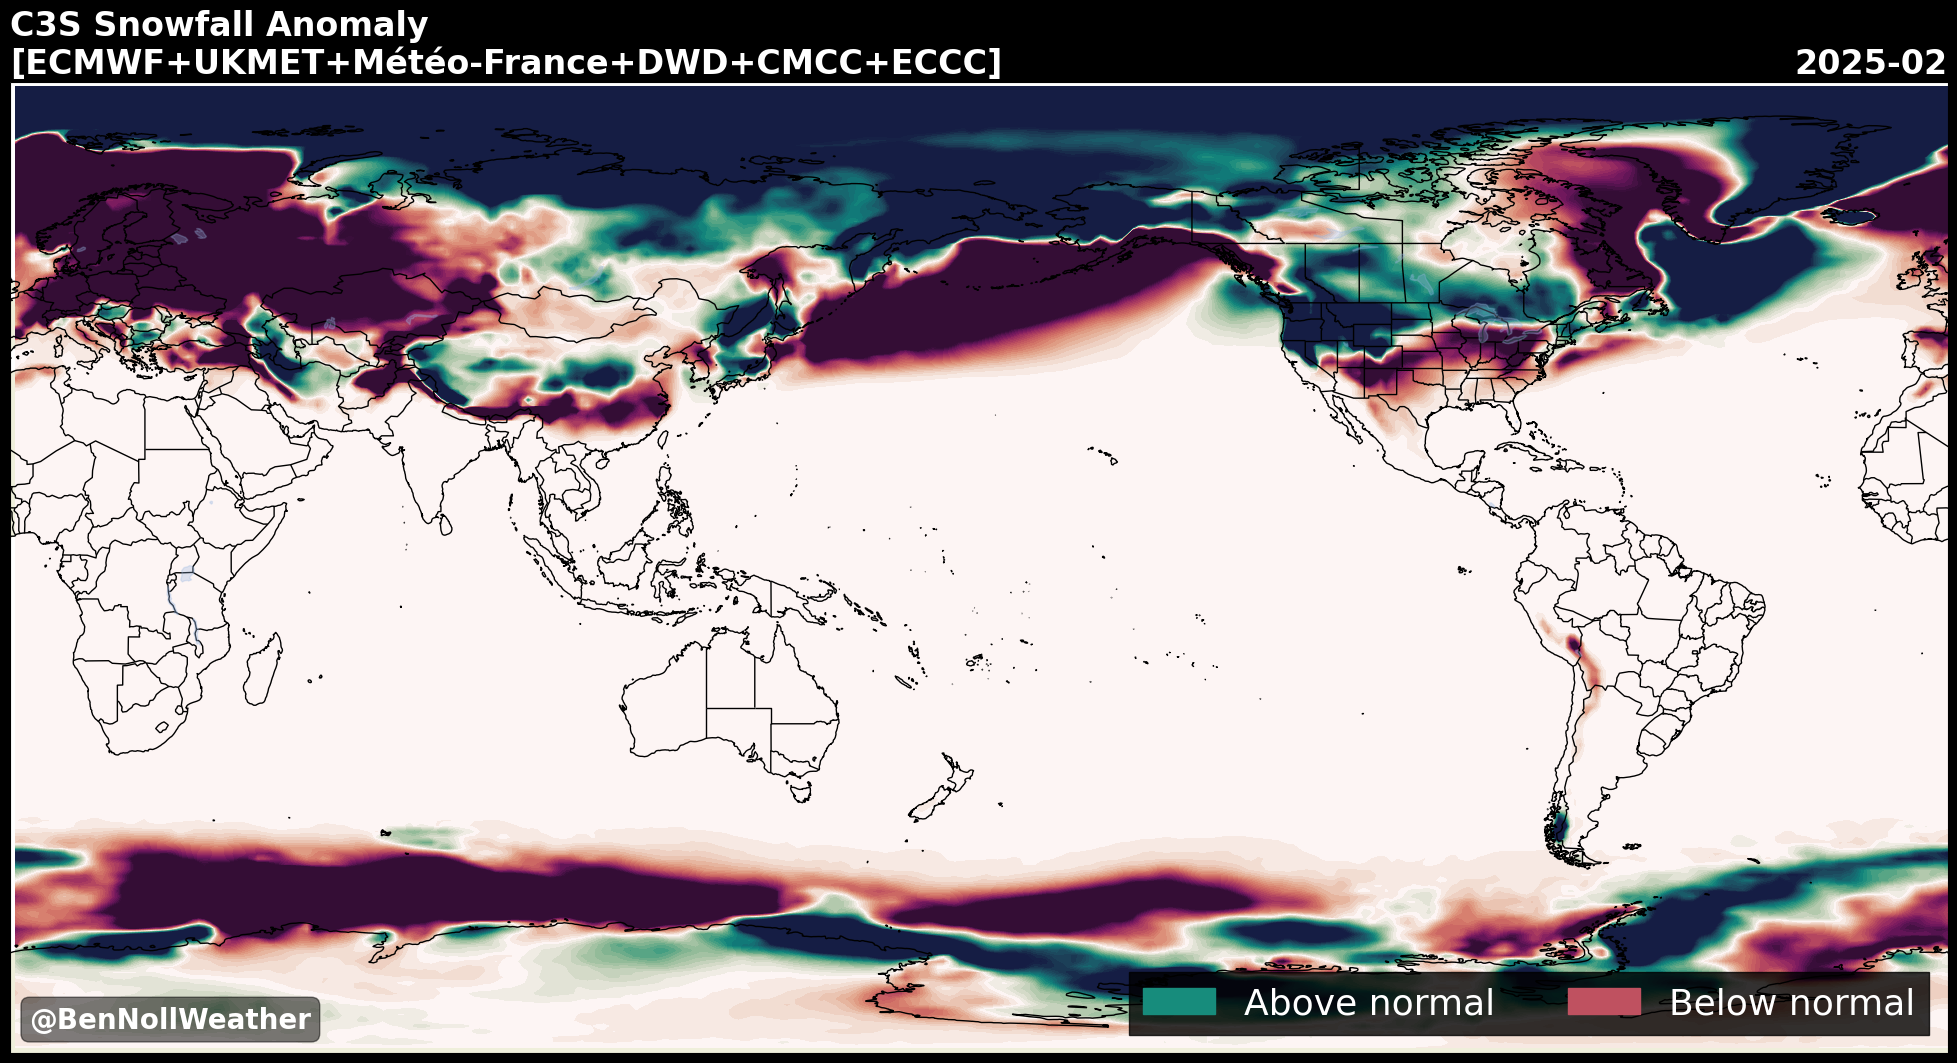 C3S Snowfall Anomaly
[ECMWF+UKMET+Météo-France+DWD+CMCC+ECCC]
2025-02
@BenNollWeather
Above normal
Below normal